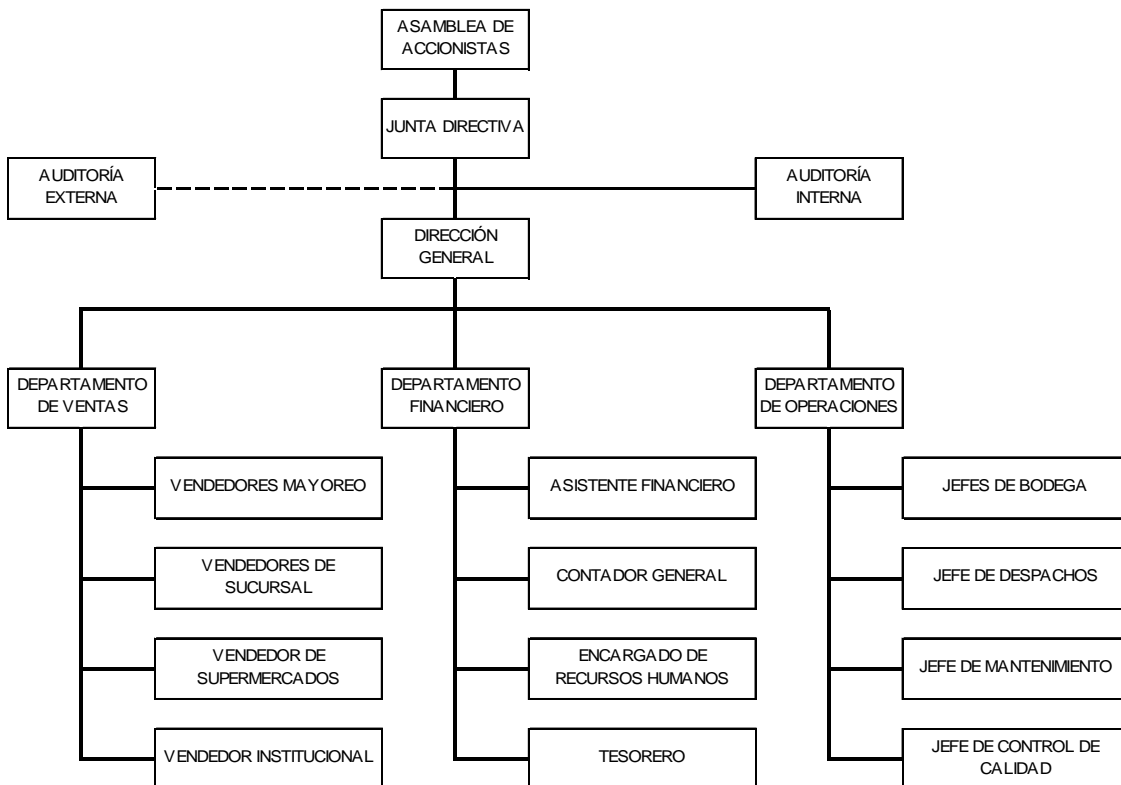 ASAMBLEA DE
ACCIONISTAS
JUNTA DIRECTIVA
AUDITORÍA
EXTERNA
AUDITORÍA
INTERNA
DIRECCIÓN
GENERAL
DEPARTAMENTO
DE VENTAS
DEPARTAMENTO
FINANCIERO
DEPARTAMENTO
DE OPERACIONES
VENDEDORES MAYOREO
ASISTENTE FINANCIERO
JEFES DE BODEGA
VENDEDORES DE
SUCURSAL
CONTADOR GENERAL
JEFE DE DESPACHOS
VENDEDOR DE
SUPERMERCADOS
ENCARGADO DE
RECURSOS HUMANOS
JEFE DE MANTENIMIENTO
VENDEDOR INSTITUCIONAL
TESORERO
JEFE DE CONTROL DE
CALIDAD